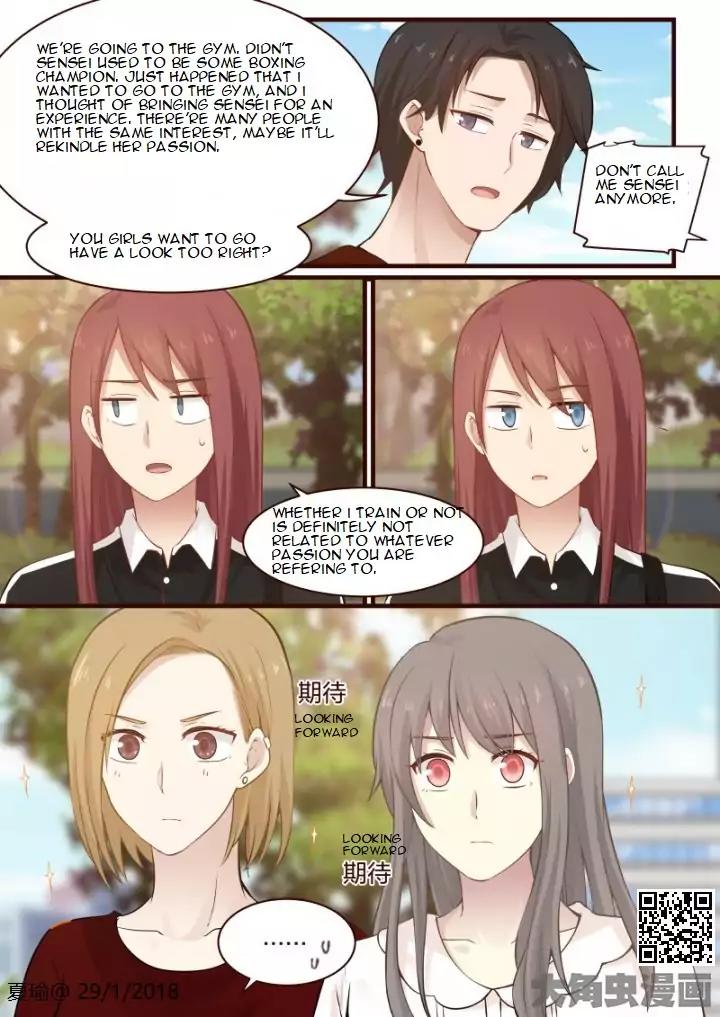 WE'RE GOING TO THE GYM. DIDN'T
SENSEI USED TO BE SOME BOXING
CHAMPION. JUST HAPPENED THAT I
WANTED TO GO TO THE GYM, AND I
THOUGHT OF BRINGING SENSEI FOR AN
EXPERIENCE. THERE'RE MANY PEOPLE
WITH THE SAME INTEREST, MAYBE IT'LL
REKINDLE HER PASSION.
DON'T CALL
ME SENSEI
ANYMORE.
YOU GIRLS WANT TO GO
HAVE A LOOK TOO RIGHT?
WHETHER I TRAIN OR NOT
IS DEFINITELY NOT
RELATED TO WHATEVER
PASSION YOU ARE
REFERING TO.
期待
LOOKING
FORWARD
LOOKING
FORWARD
期待
......
夏瑜@ 29/1/2018
大角虫漫画